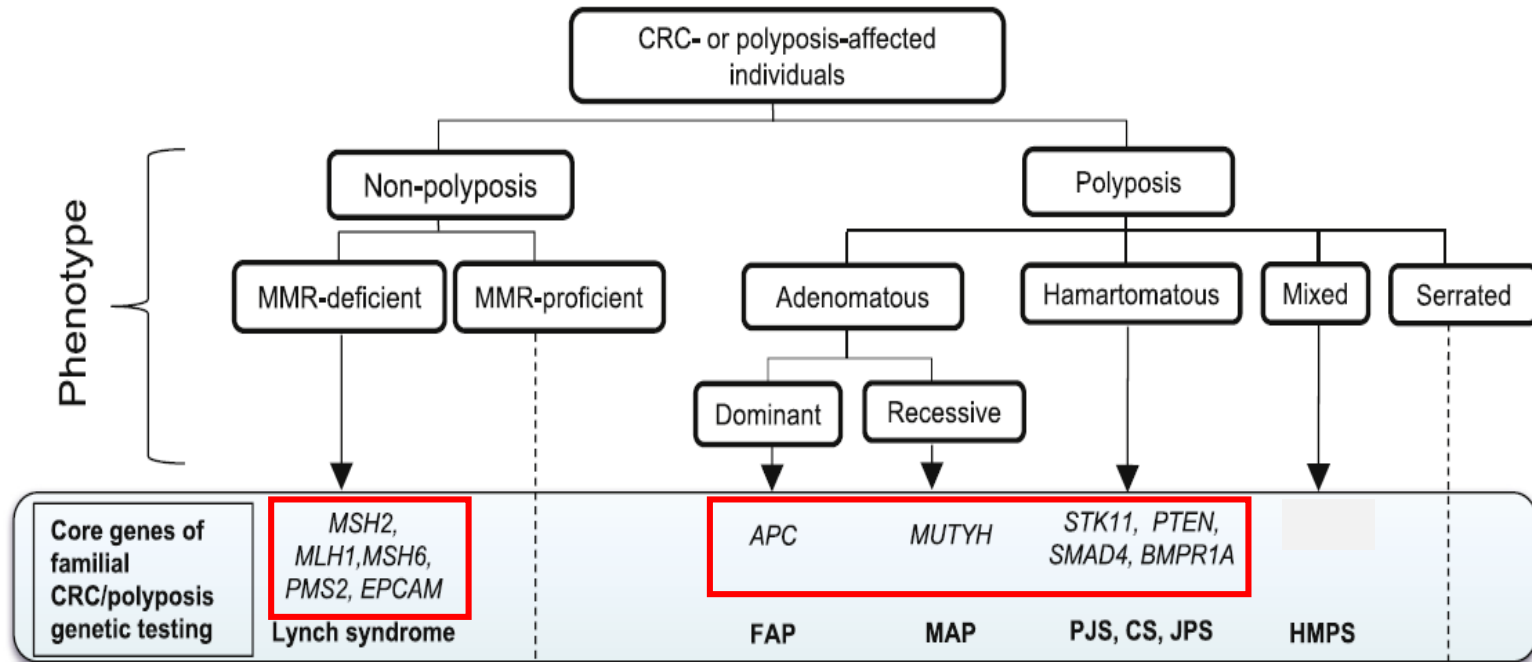 CRC- or polyposis-affected
individuals
Phenotype
Non-polyposis
Polyposis
MMR-deficient
MMR-proficient
Adenomatous
Hamartomatous
Mixed
Serrated
Dominant
Recessive
Core genes of
familial
CRC/polyposis
genetic testing
MSH2,
MLH1,MSH6,
PMS2, EPCAM
Lynch syndrome
APC
FAP
MUTYH
MAP
STK11, PTEN,
SMAD4, BMPR1A
PJS, CS, JPS
HMPS